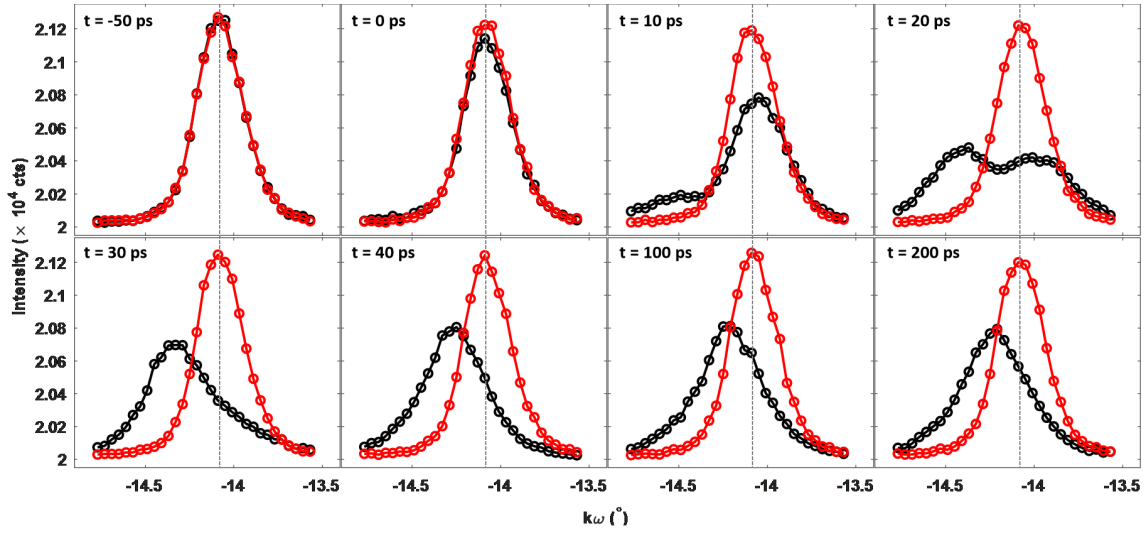 t = -50 ps
t = 0 ps
t = 10 ps
t = 20 ps
2.12
2.1
2.08
2.06
2.04
2.02
2
t = 30 ps
t = 40 ps
t = 100 ps
t = 200 ps
2.12
2.1
2.08
2.06
2.04
2.02
2
Intensity ( × 10⁴ cts)
-14.5 -14 -13.5 -14.5 -14 -13.5 -14.5 -14 -13.5 -14.5 -14 -13.5
kω (°)